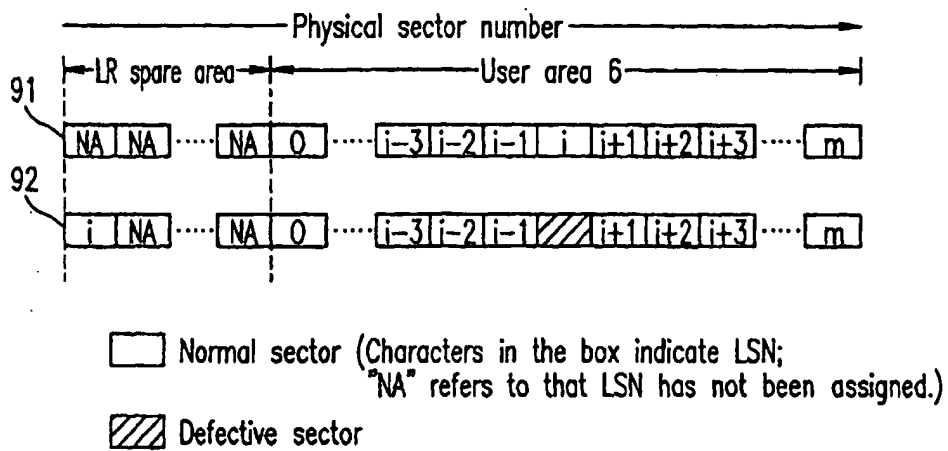 Physical sector number
LR spare area User area 6
91
NA NA ····· NA 0 ····· i-3 i-2 i-1 i i+1 i+2 i+3 ····· m
92
i NA ····· NA 0 ····· i-3 i-2 i-1 i+1 i+2 i+3 ····· m
Normal sector (Characters in the box indicate LSN;
"NA" refers to that LSN has not been assigned.)
Defective sector